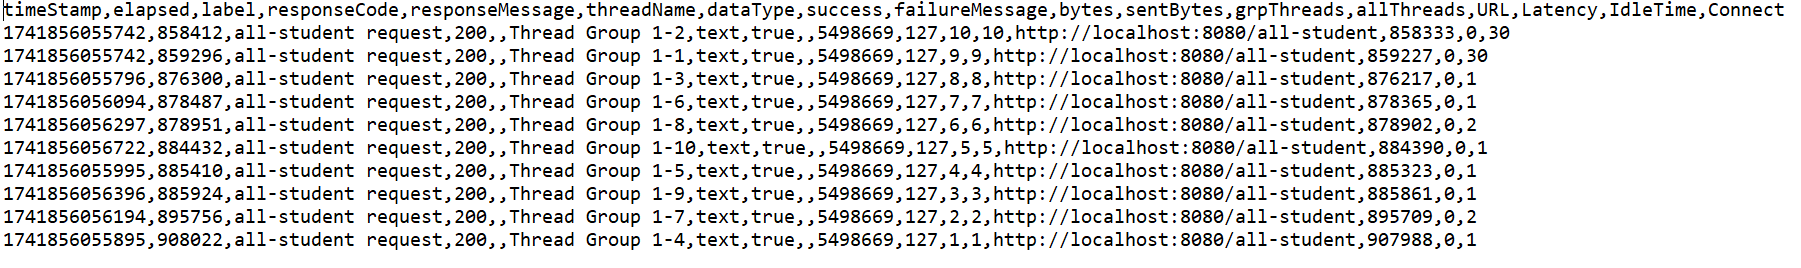 timeStamp,elapsed,label,responseCode,responseMessage,threadName,dataType,success,failureMessage,bytes,sentBytes,grpThreads,allThreads,URL,Latency,IdleTime,Connect
1741856055742,858412,all-student request,200,,Thread Group 1-2,text,true,,5498669,127,10,10,http://localhost:8080/all-student,858333,0,30
1741856055742,859296,all-student request,200,,Thread Group 1-1,text,true,,5498669,127,9,9,http://localhost:8080/all-student,859227,0,30
1741856055796,876300,all-student request,200,,Thread Group 1-3,text,true,,5498669,127,8,8,http://localhost:8080/all-student,876217,0,1
1741856056094,878487,all-student request,200,,Thread Group 1-6,text,true,,5498669,127,7,7,http://localhost:8080/all-student,878365,0,1
1741856056297,878951,all-student request,200,,Thread Group 1-8,text,true,,5498669,127,6,6,http://localhost:8080/all-student,878902,0,2
1741856056722,884432,all-student request,200,,Thread Group 1-10,text,true,,5498669,127,5,5,http://localhost:8080/all-student,884390,0,1
1741856055995,885410,all-student request,200,,Thread Group 1-5,text,true,,5498669,127,4,4,http://localhost:8080/all-student,885323,0,1
1741856056396,885924,all-student request,200,,Thread Group 1-9,text,true,,5498669,127,3,3,http://localhost:8080/all-student,885861,0,1
1741856056194,895756,all-student request,200,,Thread Group 1-7,text,true,,5498669,127,2,2,http://localhost:8080/all-student,895709,0,2
1741856055895,908022,all-student request,200,,Thread Group 1-4,text,true,,5498669,127,1,1,http://localhost:8080/all-student,907988,0,1